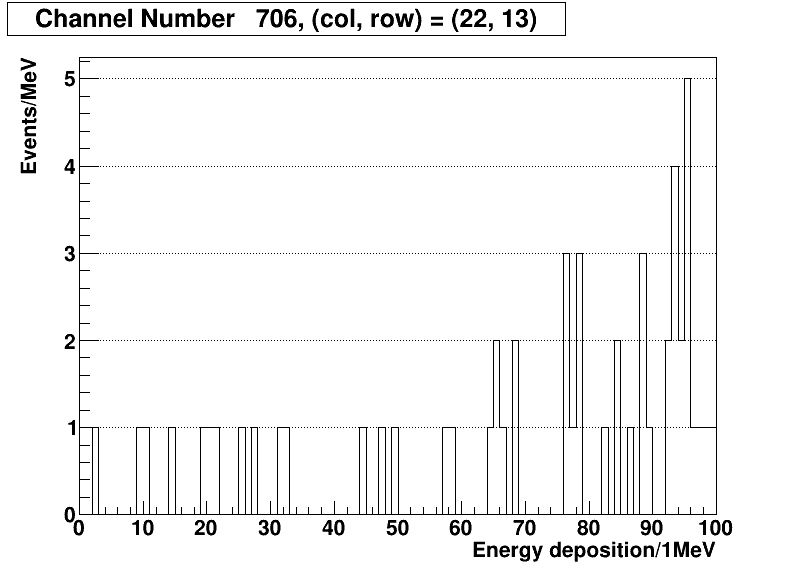 Channel Number 706, (col, row) = (22, 13)
Events/MeV
5
4
3
2
1
0
0 10 20 30 40 50 60 70 80 90 100
Energy deposition/1MeV